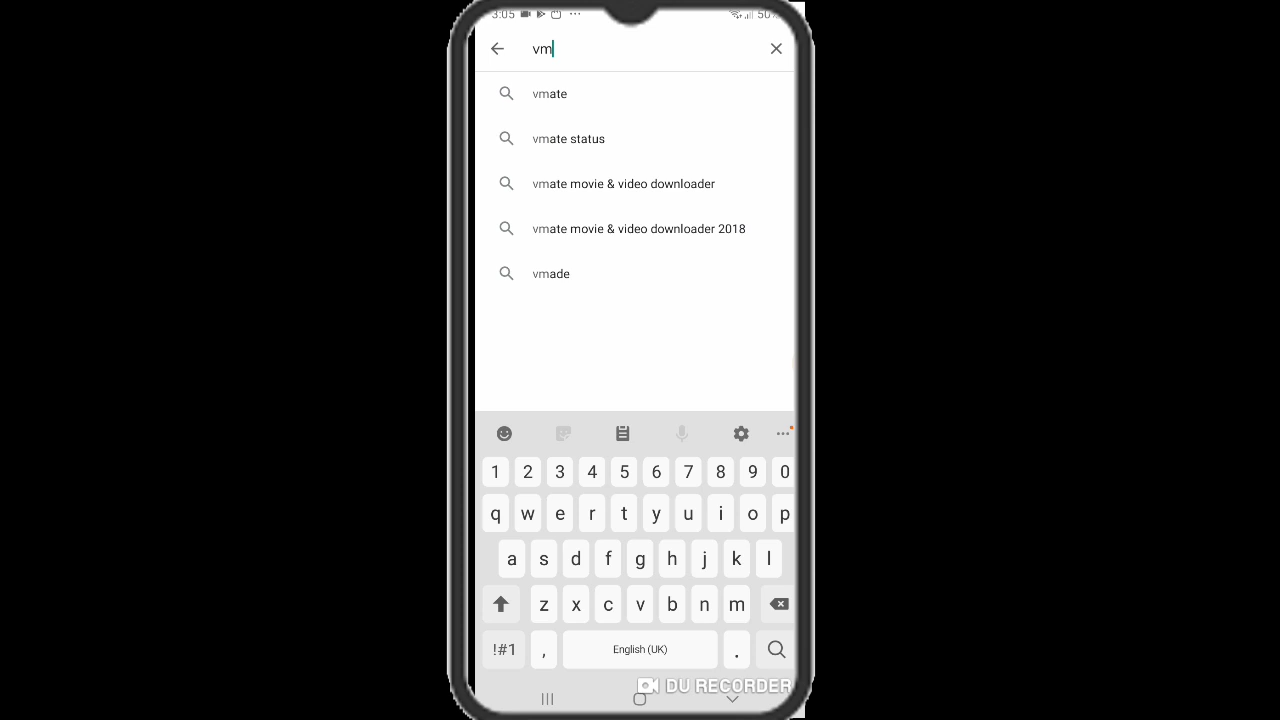 3:05 50%
vm
vmate
vmate status
vmate movie & video downloader
vmate movie & video downloader 2018
vmade
1 2 3 4 5 6 7 8 9 0
q w e r t y u i o p
a s d f g h j k l
z x c v b n m
!#1 , English (UK) .
DU RECORDER